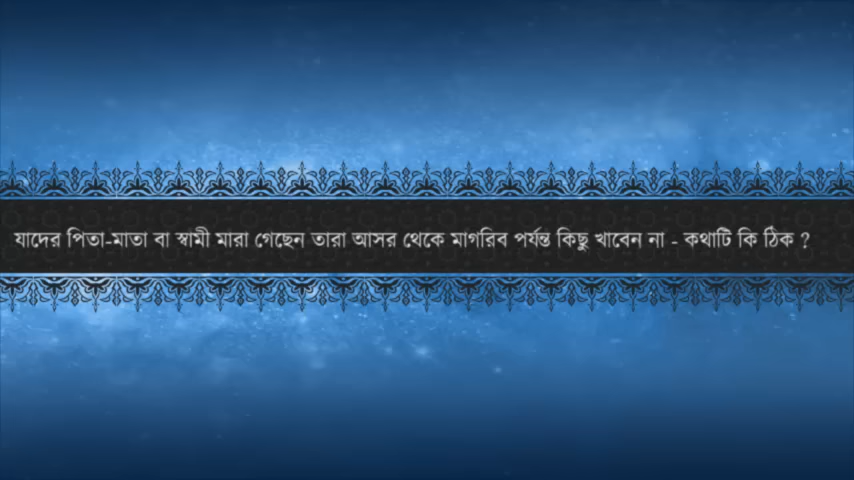 যাদের পিতা-মাতা বা স্বামী মারা গেছেন তারা আসর থেকে মাগরিব পর্যন্ত কিছু খাবেন না - কথাটি কি ঠিক ?